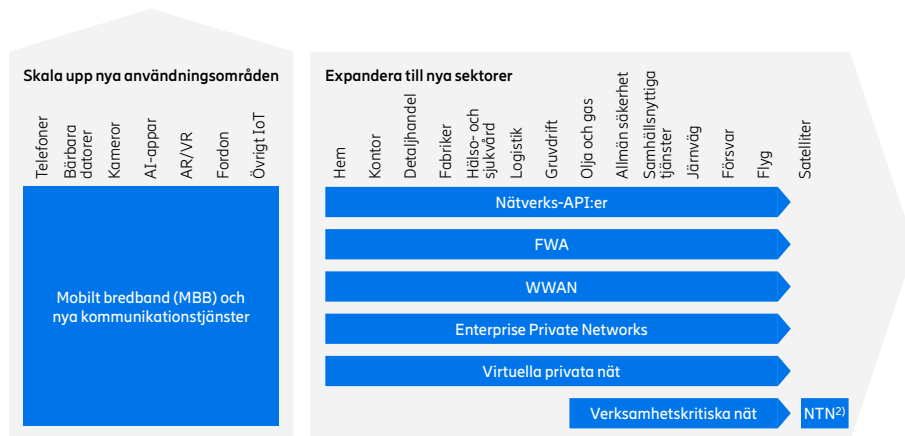 Skala upp nya användningsområden
Telefoner
Bärbara
datorer
Kameror
AI-appar
AR/VR
Fordon
Övrigt IoT
Mobilt bredband (MBB) och
nya kommunikationstjänster
Expandera till nya sektorer
Hem
Kontor
Detaljhandel
Fabriker
Hälso- och
sjukvård
Logistik
Gruvdrift
Olja och gas
Allmän säkerhet
Samhällsnyttiga
tjänster
Järnväg
Försvar
Flyg
Satelliter
Nätverks-API:er
FWA
WWAN
Enterprise Private Networks
Virtuella privata nät
Verksamhetskritiska nät
NTN2)